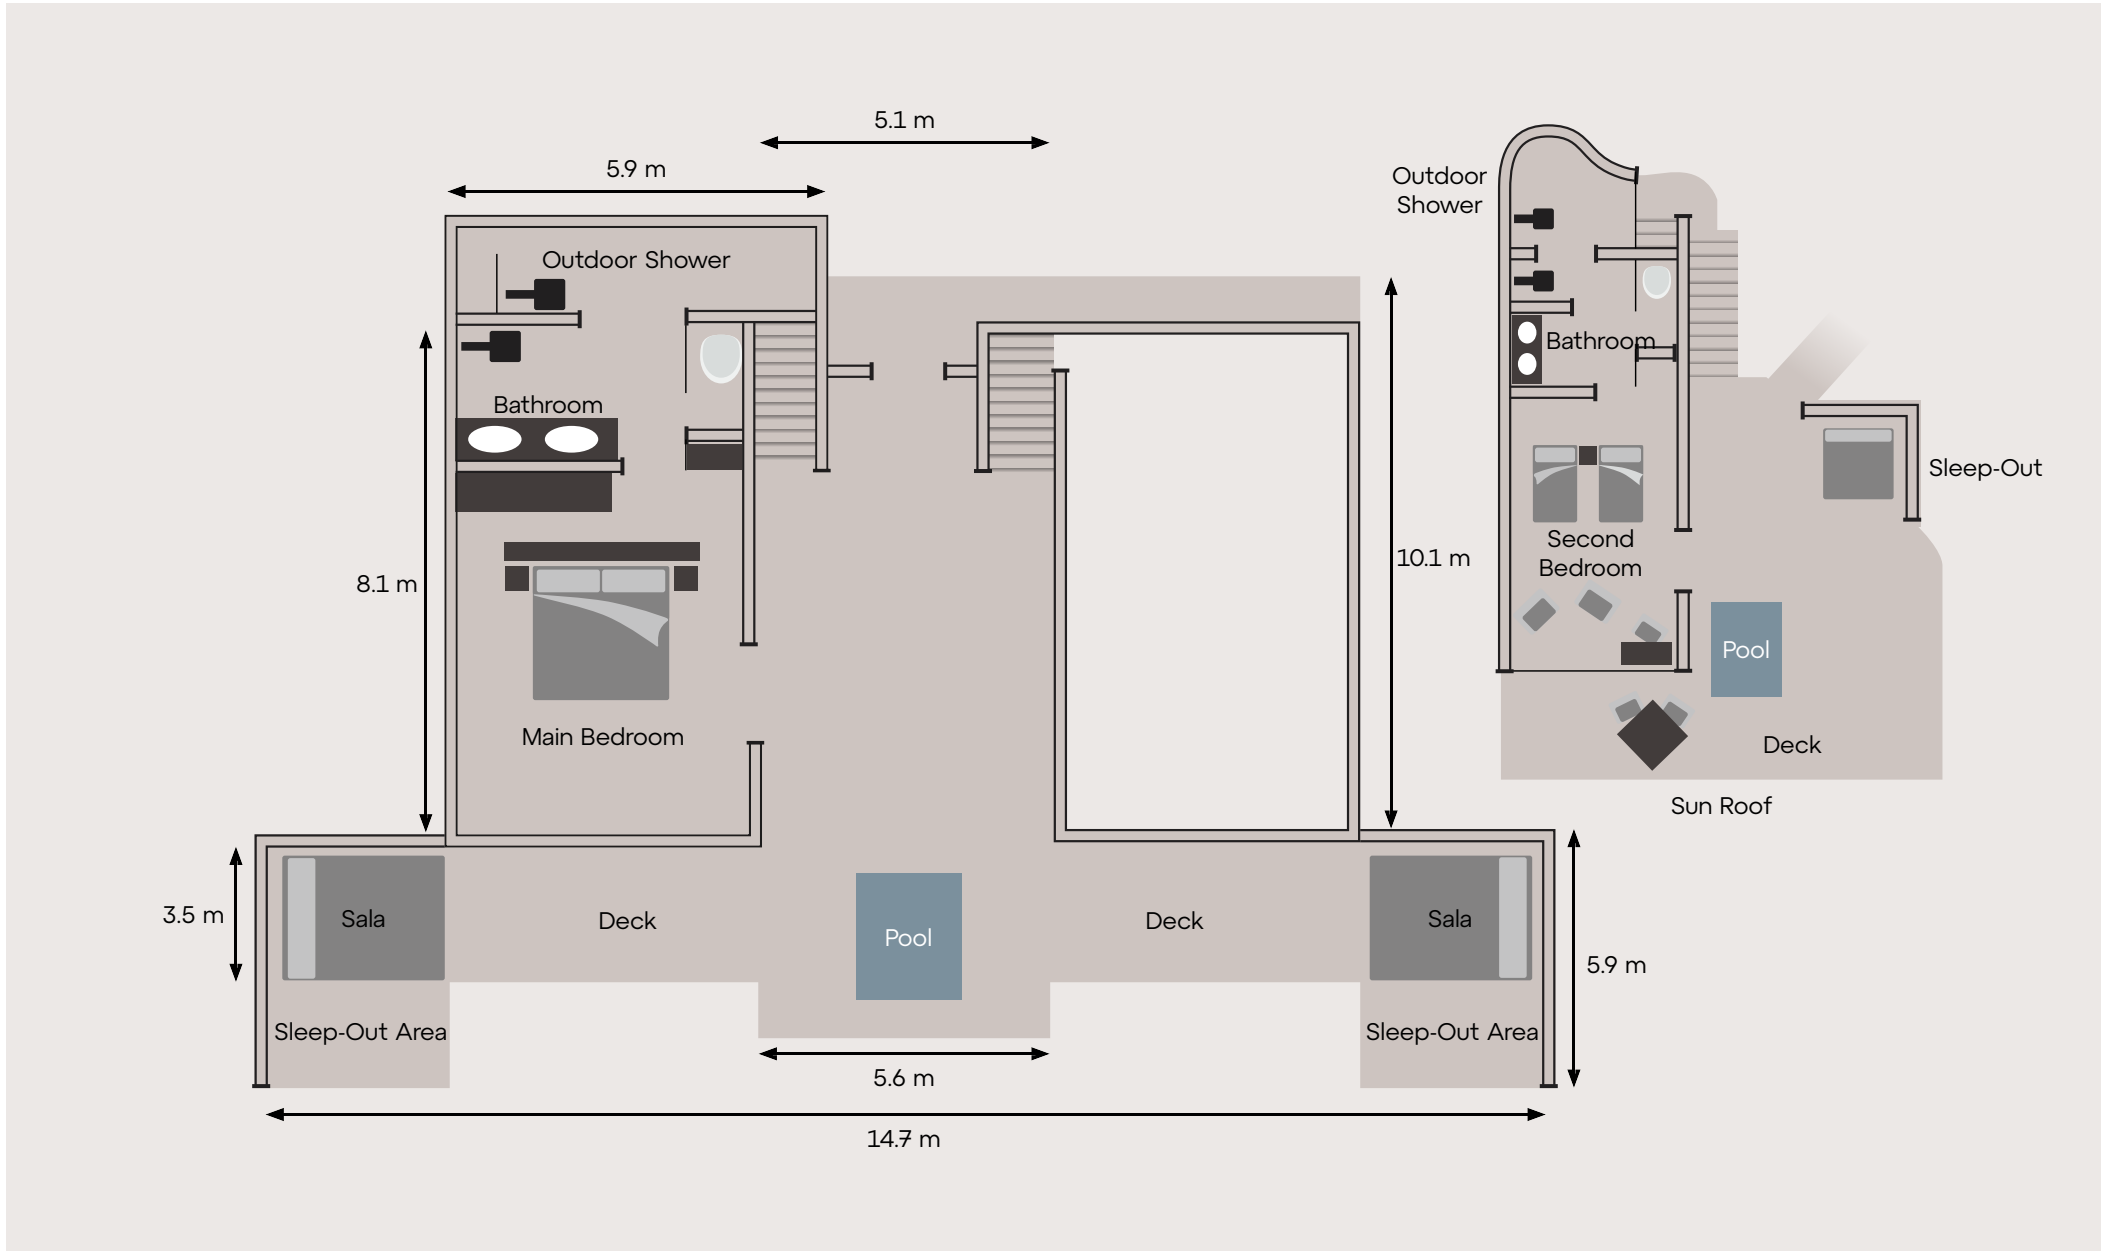 5.1 m
5.9 m
Outdoor Shower
Bathroom
8.1 m
Main Bedroom
10.1 m
3.5 m
Sala
Deck
Pool
Deck
Sala
5.9 m
Sleep-Out Area
Sleep-Out Area
5.6 m
14.7 m
Outdoor
Shower
Bathroom
Sleep-Out
Second
Bedroom
Pool
Deck
Sun Roof